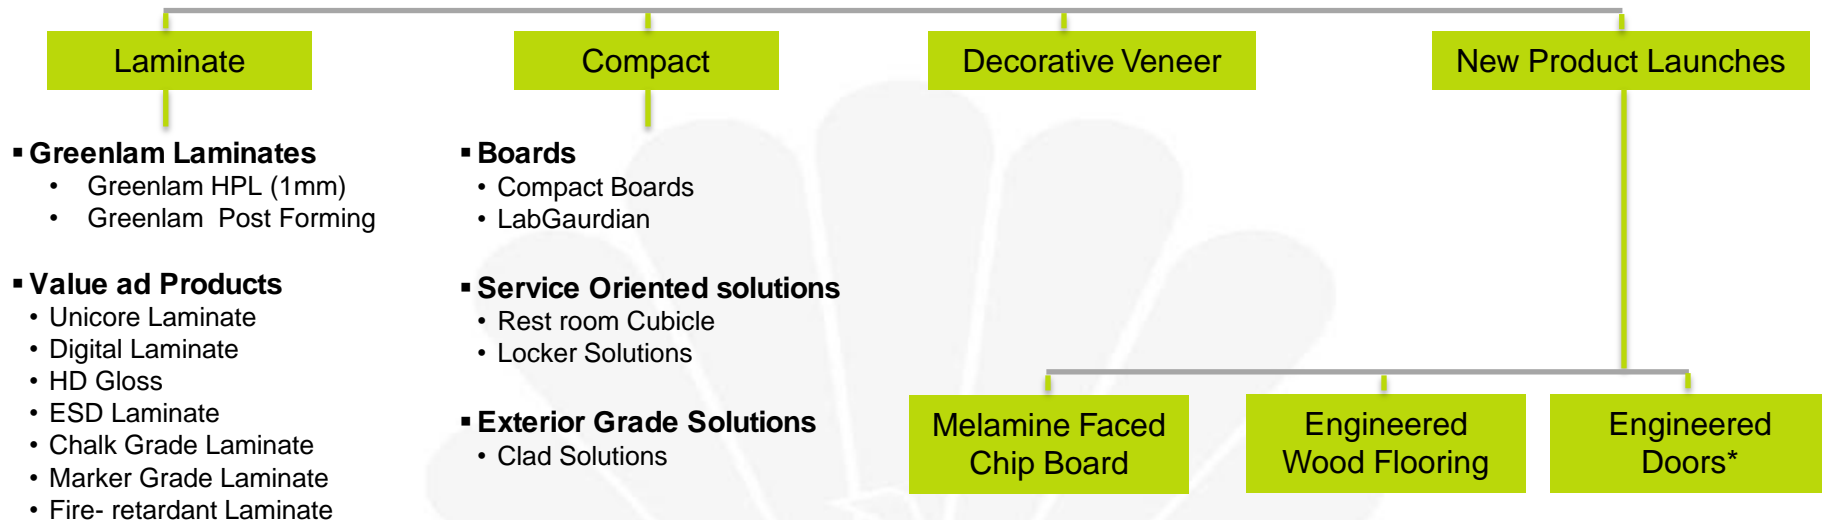 Laminate
Compact
Decorative Veneer
New Product Launches
▪ Greenlam Laminates
• Greenlam HPL (1mm)
• Greenlam Post Forming
▪ Value ad Products
• Unicore Laminate
• Digital Laminate
• HD Gloss
• ESD Laminate
• Chalk Grade Laminate
• Marker Grade Laminate
• Fire- retardant Laminate
▪ Boards
• Compact Boards
• LabGaurdian
▪ Service Oriented solutions
• Rest room Cubicle
• Locker Solutions
▪ Exterior Grade Solutions
• Clad Solutions
Melamine Faced
Chip Board
Engineered
Wood Flooring
Engineered
Doors*